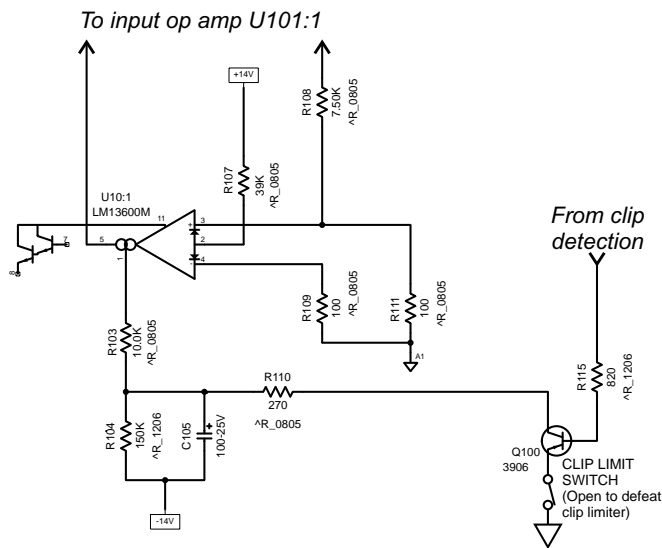 To input op amp U101:1
+14V
R108
7.50K
^R_0805
R107
39K
^R_0805
U10:1
LM13600M
11
3
+
7
5
2
8
1
-
4
From clip
detection
R109
100
^R_0805
R111
100
^R_0805
R103
10.0K
^R_0805
A1
R115
820
^R_1206
R110
270
^R_0805
R104
150K
^R_1206
C105
+
100-25V
Q100
3906
CLIP LIMIT
SWITCH
(Open to defeat
clip limiter)
-14V